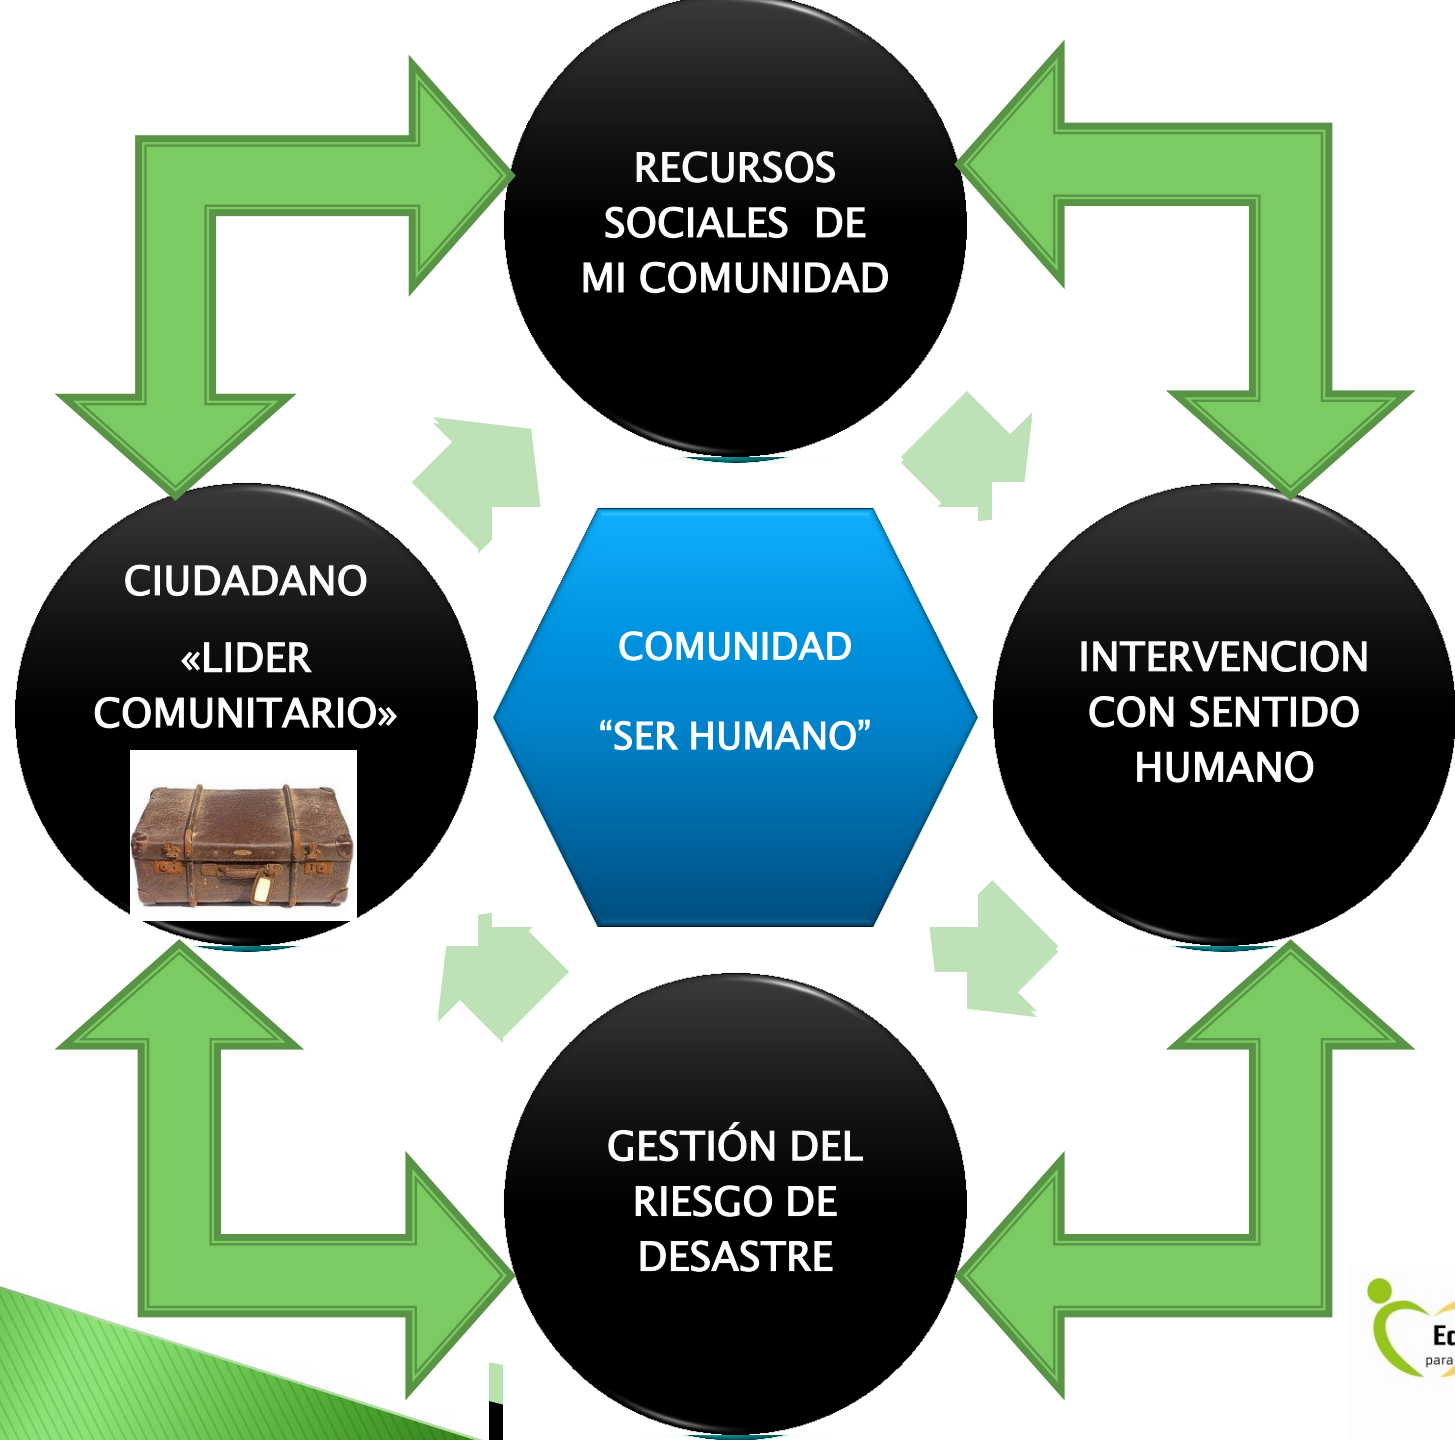 RECURSOS
SOCIALES DE
MI COMUNIDAD
CIUDADANO
«LIDER
COMUNITARIO»
COMUNIDAD
“SER HUMANO”
INTERVENCION
CON SENTIDO
HUMANO
GESTIÓN DEL
RIESGO DE
DESASTRE
para